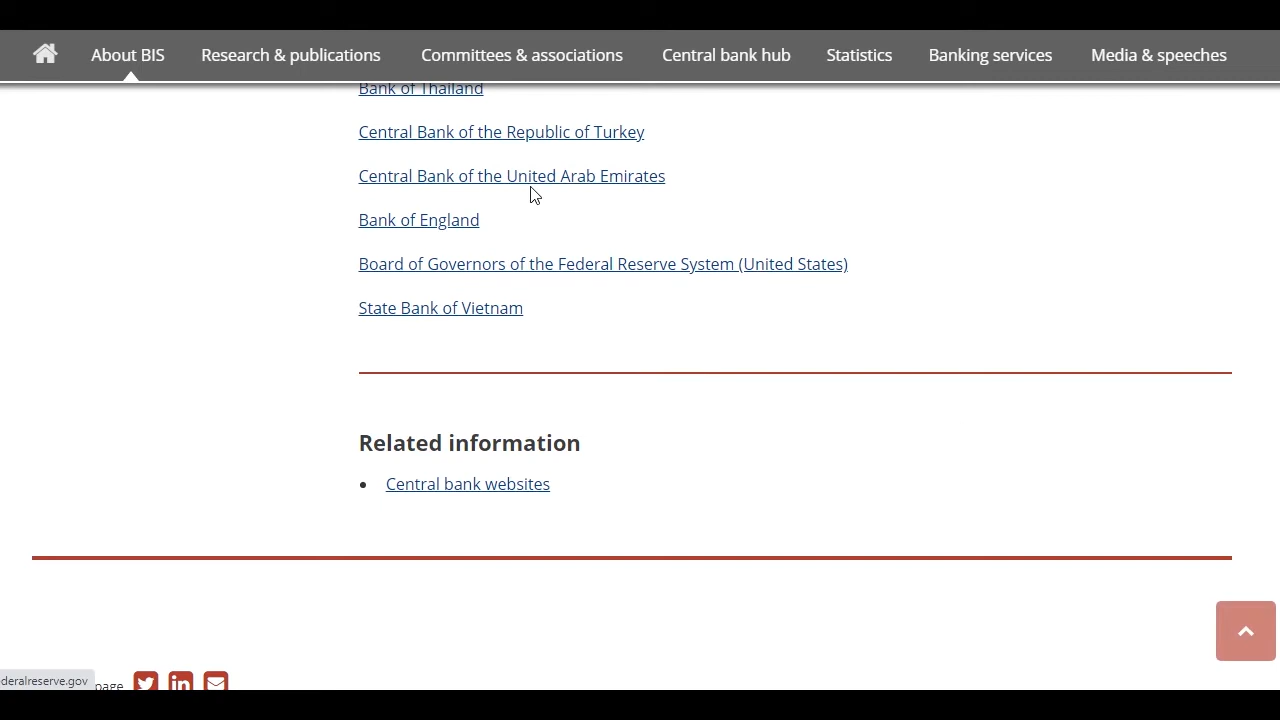 About BIS
Research & publications
Committees & associations
Central bank hub
Statistics
Banking services
Media & speeches
Bank of Thailand
Central Bank of the Republic of Turkey
Central Bank of the United Arab Emirates
Bank of England
Board of Governors of the Federal Reserve System (United States)
State Bank of Vietnam
Related information
Central bank websites
deralreserve.gov
page
in